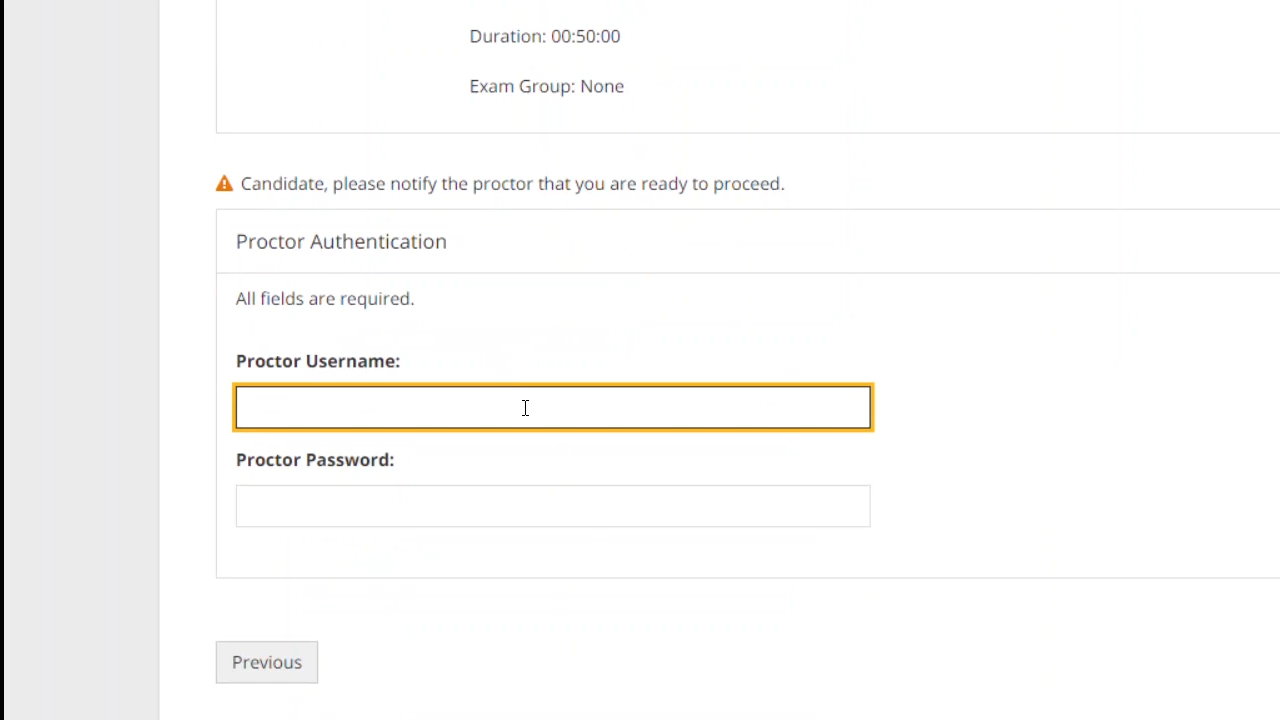 Duration: 00:50:00
Exam Group: None
Candidate, please notify the proctor that you are ready to proceed.
Proctor Authentication
All fields are required.
Proctor Username:
Proctor Password:
Previous